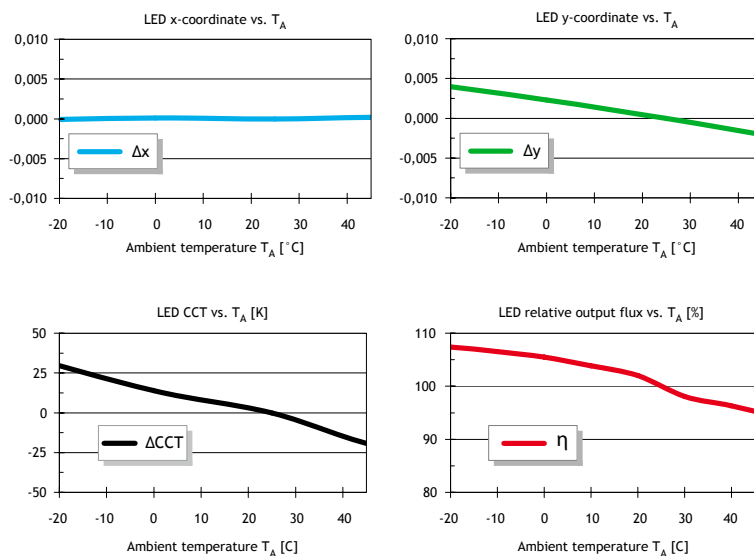 LED x-coordinate vs. TA
0,010
0,005
0,000
-0,005
-0,010
Δx
-20 -10 0 10 20 30 40
Ambient temperature TA [°C]
LED y-coordinate vs. TA
0,010
0,005
0,000
-0,005
-0,010
Δy
-20 -10 0 10 20 30 40
Ambient temperature TA [°C]
LED CCT vs. TA [K]
50
25
0
-25
-50
ΔCCT
-20 -10 0 10 20 30 40
Ambient temperature TA [C]
LED relative output flux vs. TA [%]
110
100
90
80
η
-20 -10 0 10 20 30 40
Ambient temperature TA [C]